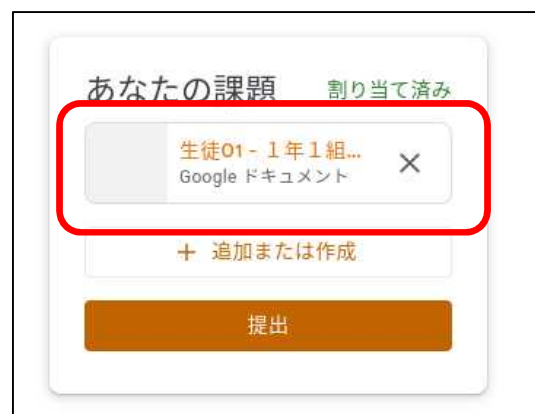 あなたの課題 割り当て済み
生徒01 - １年１組...
Google ドキュメント
+ 追加または作成
提出